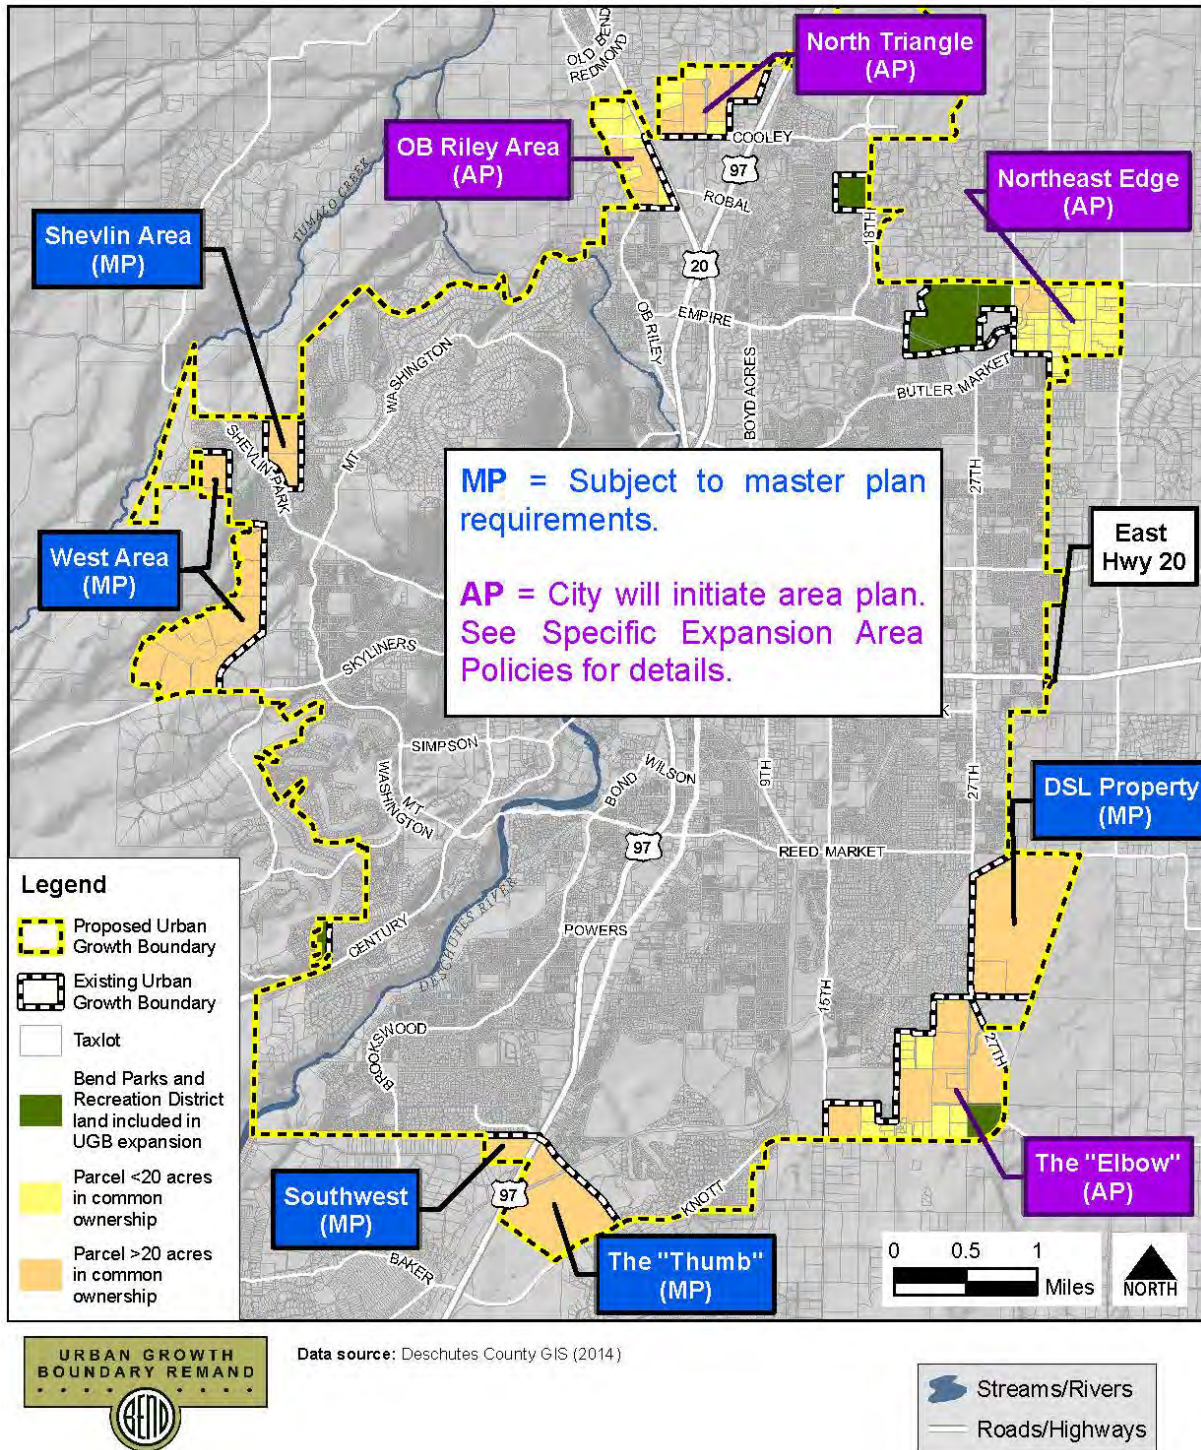 OLD BEND
REDMOND
North Triangle
(AP)
COOLEY
OB Riley Area
(AP)
97
ROBAL
18TH
Northeast Edge
(AP)
TUMALO CREEK
Shevlin Area
(MP)
20
OB RILEY
EMPIRE
BOYD ACRES
BUTLER MARKET
MT
WASHINGTON
SHEVLIN PARK
27TH
MP = Subject to master plan
requirements.
AP = City will initiate area plan.
See Specific Expansion Area
Policies for details.
East
Hwy 20
West Area
(MP)
SKYLINERS
K
SIMPSON
MT
WASHINGTON
BOND
WILSON
9TH
27TH
DSL Property
(MP)
97
REED MARKET
CENTURY
DESCHUTES RIVER
POWERS
15TH
BROOKSWOOD
27TH
Legend
Proposed Urban
Growth Boundary
Existing Urban
Growth Boundary
Taxlot
Bend Parks and
Recreation District
land included in
UGB expansion
Parcel <20 acres
in common
ownership
Parcel >20 acres
in common
ownership
Southwest
(MP)
97
KNOTT
The "Elbow"
(AP)
BAKER
The "Thumb"
(MP)
0 0.5 1
Miles
NORTH
URBAN GROWTH
BOUNDARY REMAND
BEND
Data source: Deschutes County GIS (2014)
Streams/Rivers
Roads/Highways